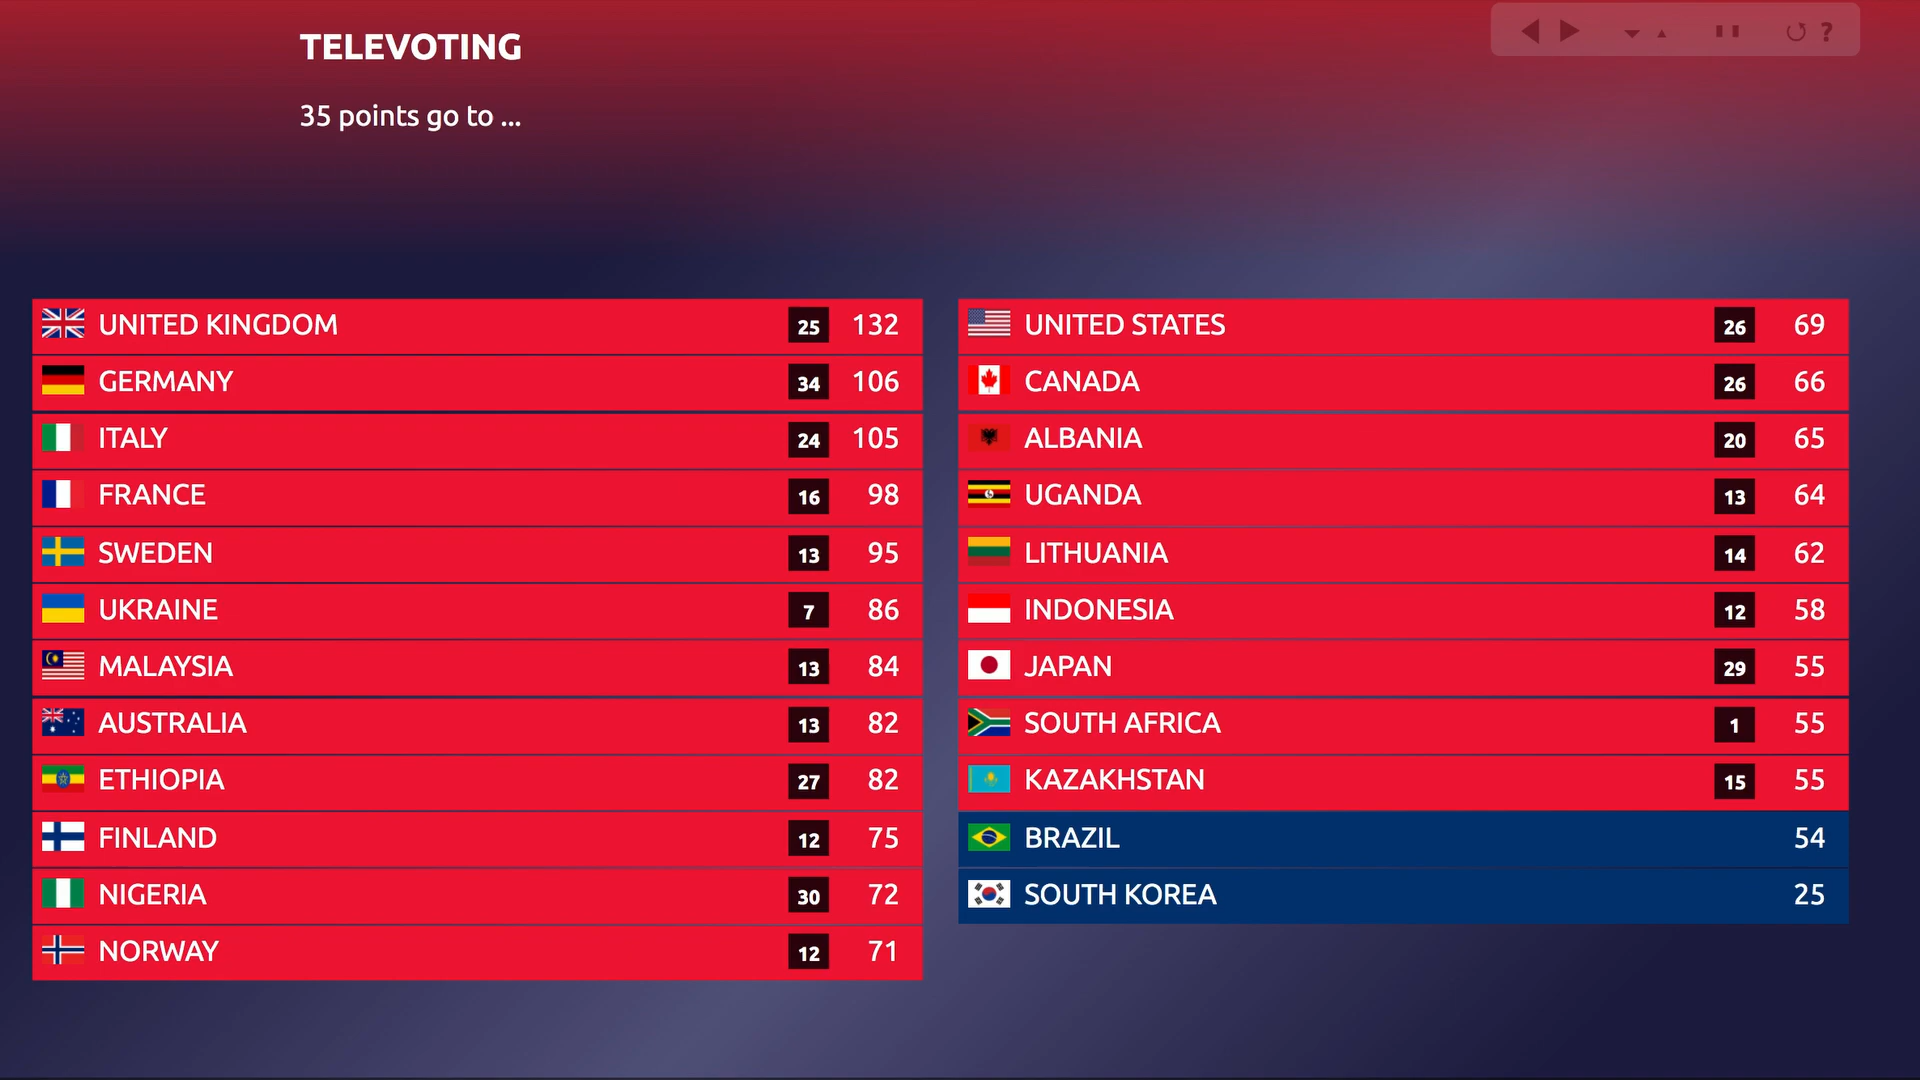 TELEVOTING
35 points go to ...
?
UNITED KINGDOM 25 132
GERMANY 34 106
ITALY 24 105
FRANCE 16 98
SWEDEN 13 95
UKRAINE 7 86
MALAYSIA 13 84
AUSTRALIA 13 82
ETHIOPIA 27 82
FINLAND 12 75
NIGERIA 30 72
NORWAY 12 71
UNITED STATES 26 69
CANADA 26 66
ALBANIA 20 65
UGANDA 13 64
LITHUANIA 14 62
INDONESIA 12 58
JAPAN 29 55
SOUTH AFRICA 1 55
KAZAKHSTAN 15 55
BRAZIL 54
SOUTH KOREA 25